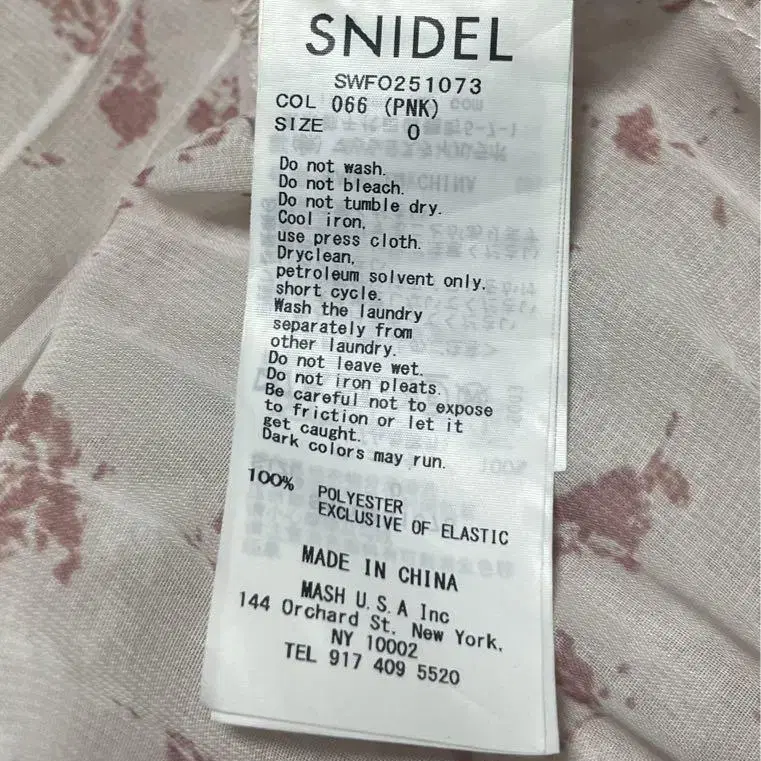 SNIDEL
SWFO251073
COL 066 (PNK)
SIZE 0
Do not wash.
Do not bleach.
Do not tumble dry.
Cool iron,
use press cloth.
Dryclean,
petroleum solvent only.
short cycle.
Wash the laundry
separately from
other laundry.
Do not leave wet.
Do not iron pleats.
Be careful not to expose
to friction or let it
get caught.
Dark colors may run.
100% POLYESTER
EXCLUSIVE OF ELASTIC
MADE IN CHINA
MASH U.S.A Inc
144 Orchard St. New York,
NY 10002
TEL 917 409 5520